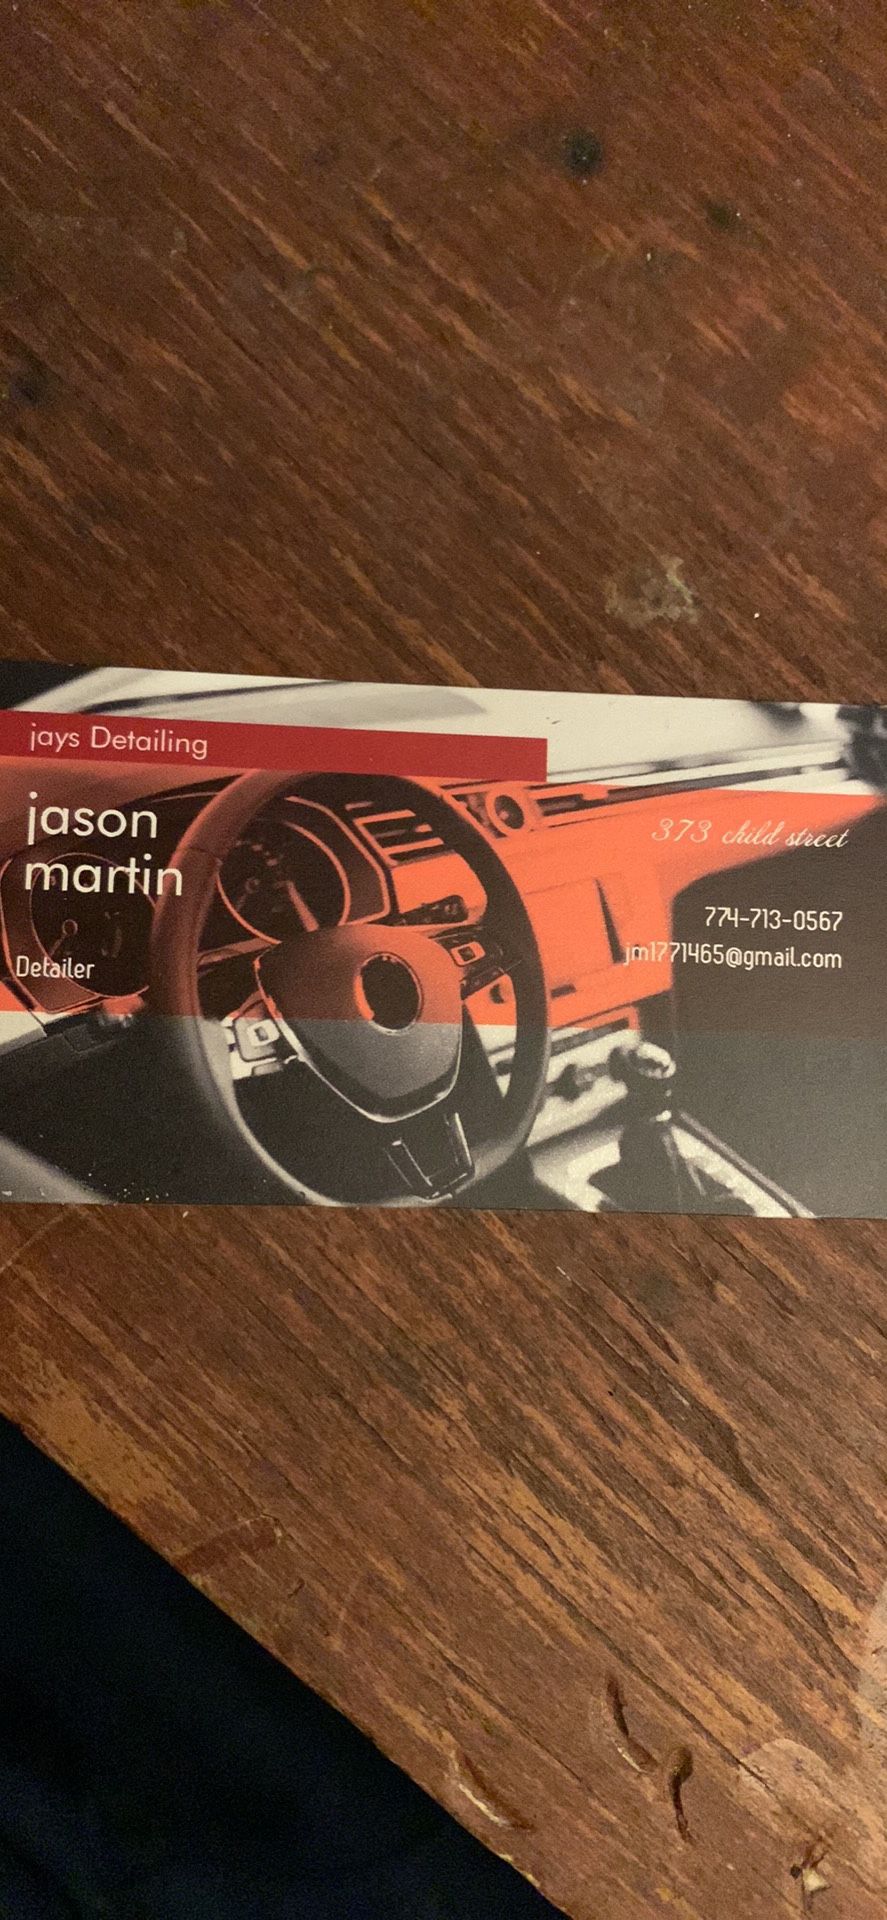 jays Detailing
jason
martin
Detailer
373 child street
774-713-0567
jm1771465@gmail.com